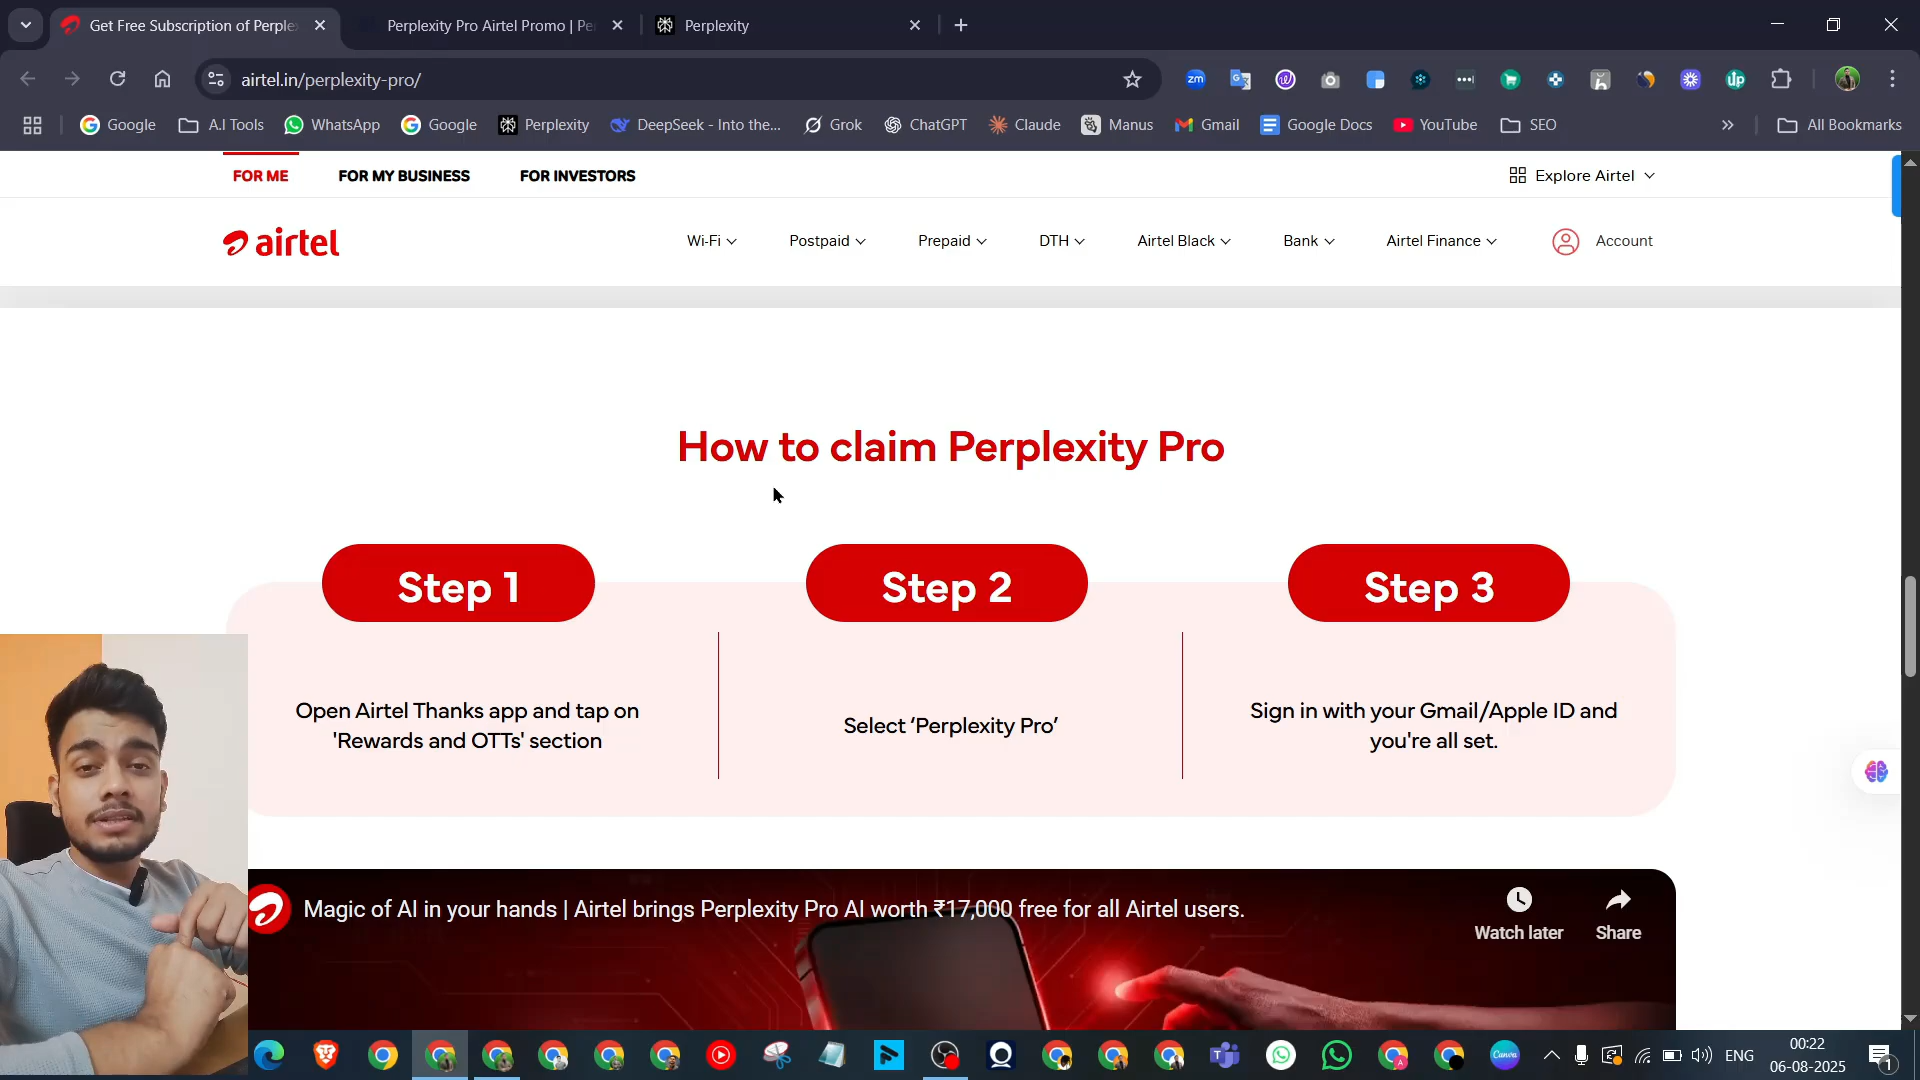 Get Free Subscription of Perple
Perplexity Pro Airtel Promo | Pe
Perplexity
airtel.in/perplexity-pro/
Google
A.I Tools
WhatsApp
Google
Perplexity
DeepSeek - Into the...
Grok
ChatGPT
Claude
Manus
Gmail
Google Docs
YouTube
SEO
All Bookmarks
FOR ME
FOR MY BUSINESS
FOR INVESTORS
Explore Airtel
airtel
Wi-Fi
Postpaid
Prepaid
DTH
Airtel Black
Bank
Airtel Finance
Account
How to claim Perplexity Pro
Step 1
Step 2
Step 3
Open Airtel Thanks app and tap on
'Rewards and OTTs' section
Select ‘Perplexity Pro’
Sign in with your Gmail/Apple ID and
you're all set.
Magic of AI in your hands | Airtel brings Perplexity Pro AI worth ₹17,000 free for all Airtel users.
Watch later
Share
ENG
00:22
06-08-2025
1
zm
up
Canva